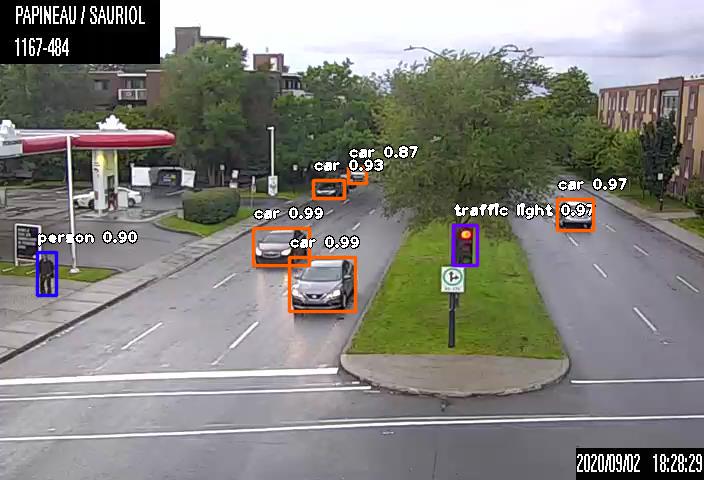 PAPINEAU / SAURIOL
1167-484
car 0.87
car 0.93
car 0.97
car 0.99
traffic light 0.97
person 0.90
car 0.99
2020/09/02 18:28:29